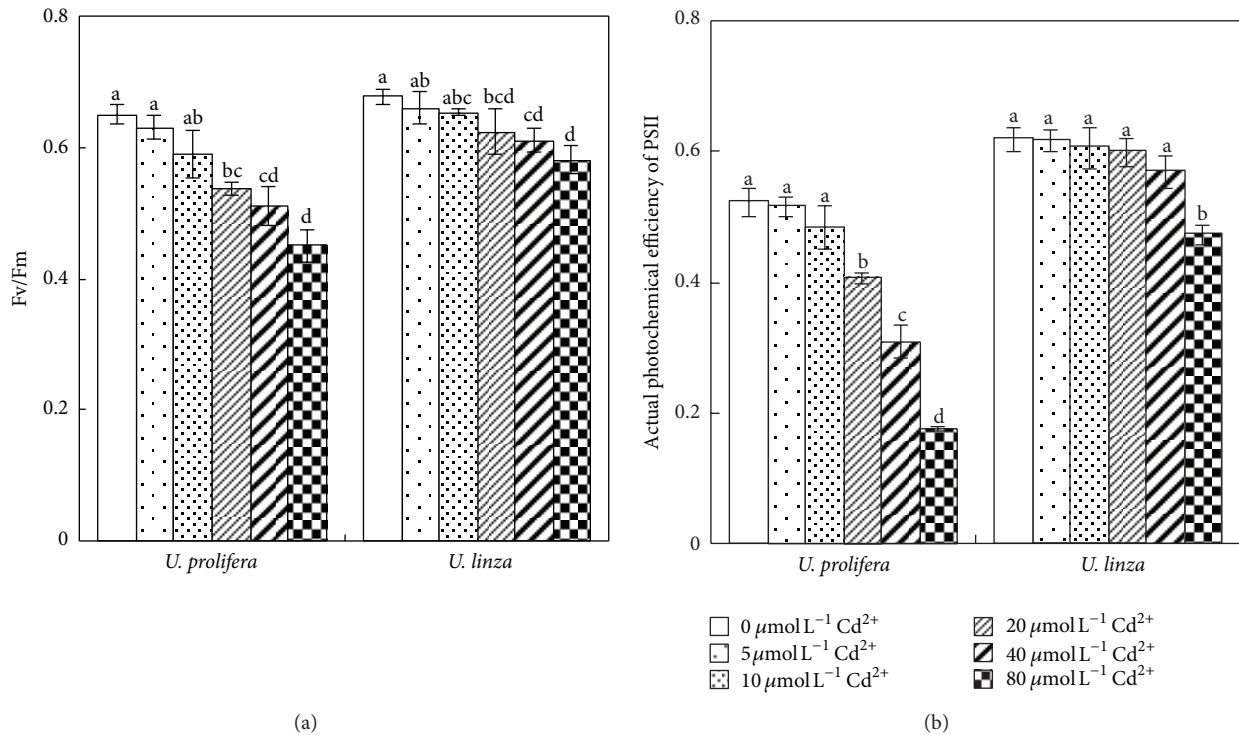 0.8
0.6
0.4
0.2
0
Fv/Fm
a
a
ab
bc
cd
d
a
ab
abc
bcd
cd
d
U. prolifera
U. linza
(a)
0.8
0.6
0.4
0.2
0
Actual photochemical efficiency of PSII
a
a
a
b
c
d
a
a
a
a
a
b
U. prolifera
U. linza
0 μmol L⁻¹ Cd²⁺
5 μmol L⁻¹ Cd²⁺
10 μmol L⁻¹ Cd²⁺
20 μmol L⁻¹ Cd²⁺
40 μmol L⁻¹ Cd²⁺
80 μmol L⁻¹ Cd²⁺
(b)